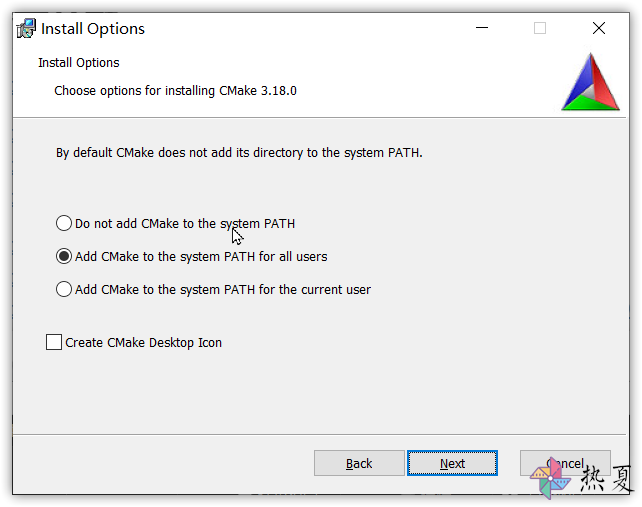 Install Options
Install Options
Choose options for installing CMake 3.18.0
By default CMake does not add its directory to the system PATH.
Do not add CMake to the system PATH
Add CMake to the system PATH for all users
Add CMake to the system PATH for the current user
Create CMake Desktop Icon
Back Next Cancel
热夏